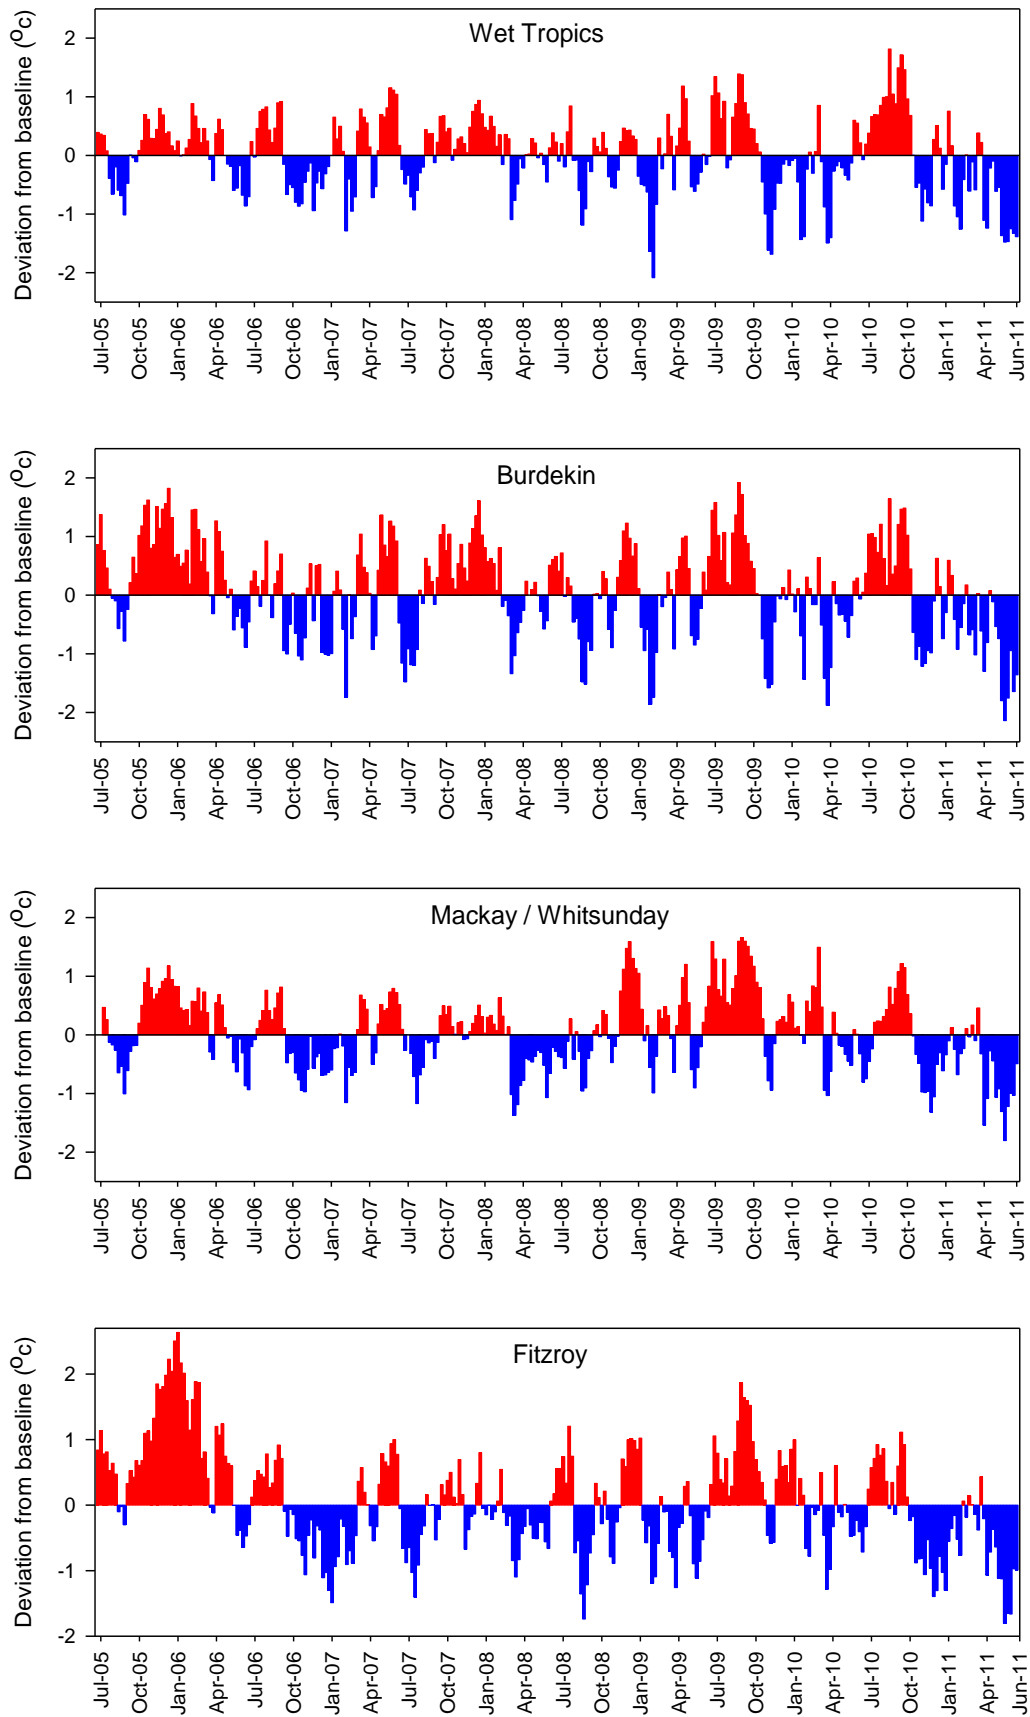 Wet Tropics
Deviation from baseline (Oc)
2
1
0
-1
-2
Jul-05
Oct-05
Jan-06
Apr-06
Jul-06
Oct-06
Jan-07
Apr-07
Jul-07
Oct-07
Jan-08
Apr-08
Jul-08
Oct-08
Jan-09
Apr-09
Jul-09
Oct-09
Jan-10
Apr-10
Jul-10
Oct-10
Jan-11
Apr-11
Jun-11
Burdekin
Deviation from baseline (Oc)
2
1
0
-1
-2
Jul-05
Oct-05
Jan-06
Apr-06
Jul-06
Oct-06
Jan-07
Apr-07
Jul-07
Oct-07
Jan-08
Apr-08
Jul-08
Oct-08
Jan-09
Apr-09
Jul-09
Oct-09
Jan-10
Apr-10
Jul-10
Oct-10
Jan-11
Apr-11
Jun-11
Mackay / Whitsunday
Deviation from baseline (Oc)
2
1
0
-1
-2
Jul-05
Oct-05
Jan-06
Apr-06
Jul-06
Oct-06
Jan-07
Apr-07
Jul-07
Oct-07
Jan-08
Apr-08
Jul-08
Oct-08
Jan-09
Apr-09
Jul-09
Oct-09
Jan-10
Apr-10
Jul-10
Oct-10
Jan-11
Apr-11
Jun-11
Fitzroy
Deviation from baseline (Oc)
2
1
0
-1
-2
Jul-05
Oct-05
Jan-06
Apr-06
Jul-06
Oct-06
Jan-07
Apr-07
Jul-07
Oct-07
Jan-08
Apr-08
Jul-08
Oct-08
Jan-09
Apr-09
Jul-09
Oct-09
Jan-10
Apr-10
Jul-10
Oct-10
Jan-11
Apr-11
Jun-11